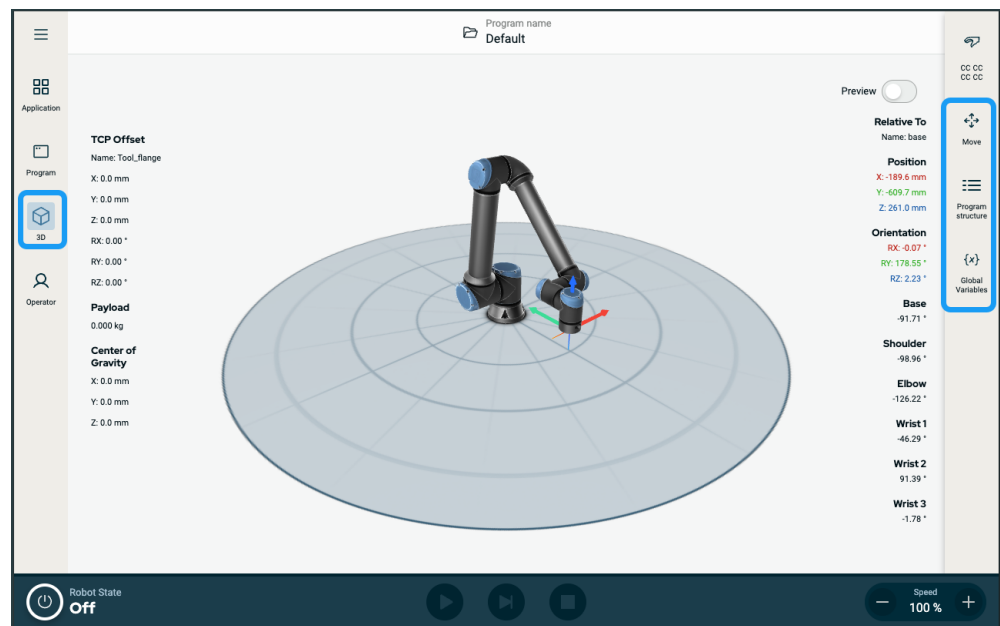 Program name
Default
Application
Program
3D
Operator
TCP Offset
Name: Tool_flange
X: 0.0 mm
Y: 0.0 mm
Z: 0.0 mm
RX: 0.00 °
RY: 0.00 °
RZ: 0.00 °
Payload
0.000 kg
Center of
Gravity
X: 0.0 mm
Y: 0.0 mm
Z: 0.0 mm
Preview
Relative To
Name: base
Position
X: -189.6 mm
Y: -609.7 mm
Z: 261.0 mm
Orientation
RX: -0.07 °
RY: 178.55 °
RZ: 2.23 °
Base
-91.71 °
Shoulder
-98.96 °
Elbow
-126.22 °
Wrist 1
-46.29 °
Wrist 2
91.39 °
Wrist 3
-1.78 °
CC CC
CC CC
Move
Program
structure
{x}
Global
Variables
Robot State
Off
Speed
100 %